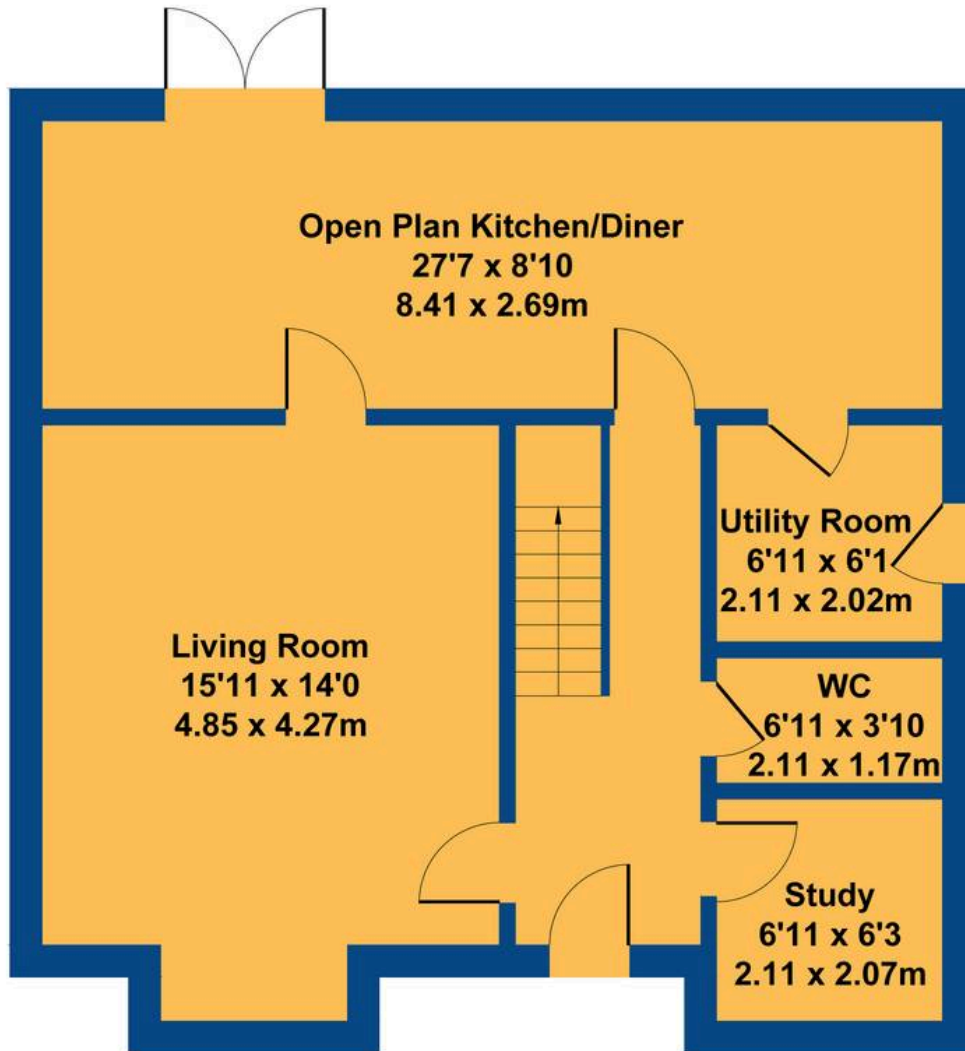 Open Plan Kitchen/Diner
27'7 x 8'10
8.41 x 2.69m
Utility Room
6'11 x 6'1
2.11 x 2.02m
Living Room
15'11 x 14'0
4.85 x 4.27m
WC
6'11 x 3'10
2.11 x 1.17m
Study
6'11 x 6'3
2.11 x 2.07m